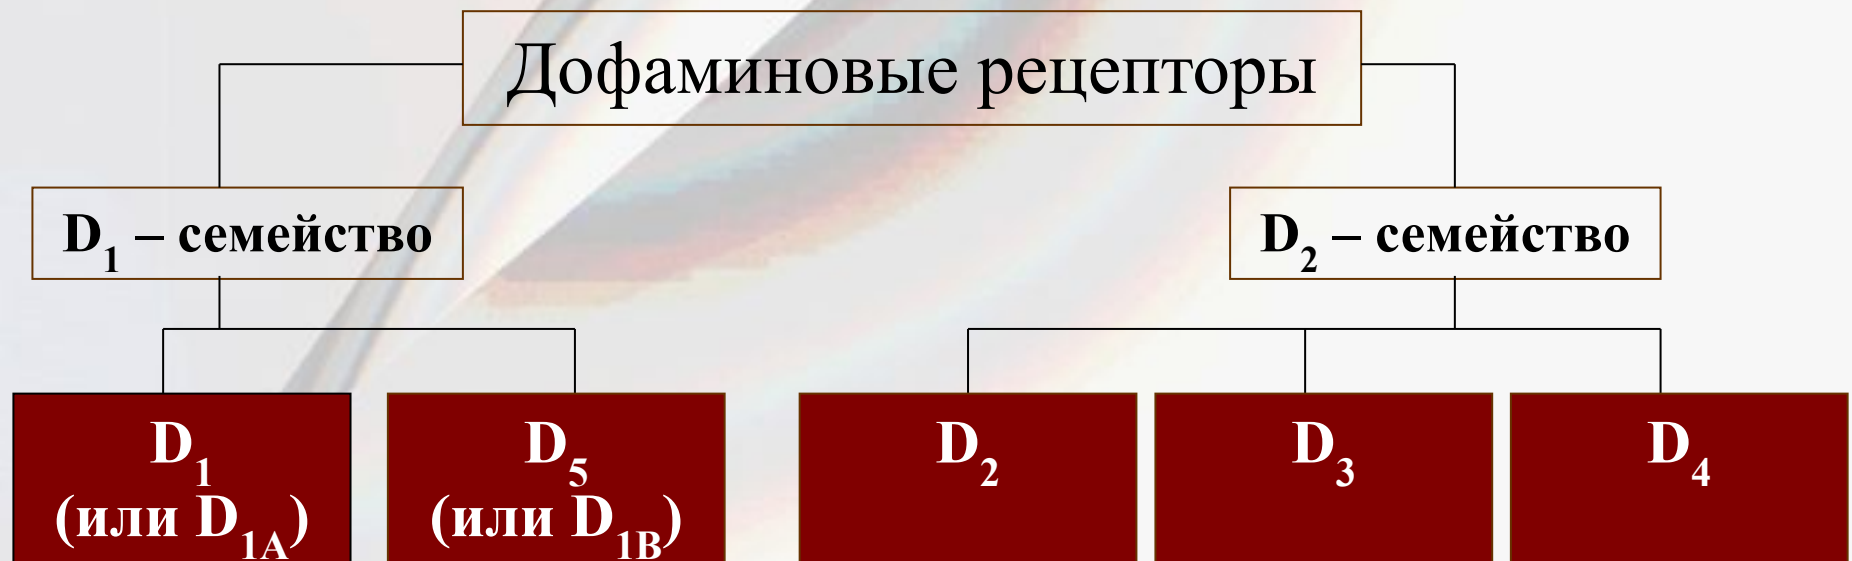 Дофаминовые рецепторы
D₁ – семейство
D₂ – семейство
D₁
(или D₁A)
D₅
(или D₁B)
D₂
D₃
D₄